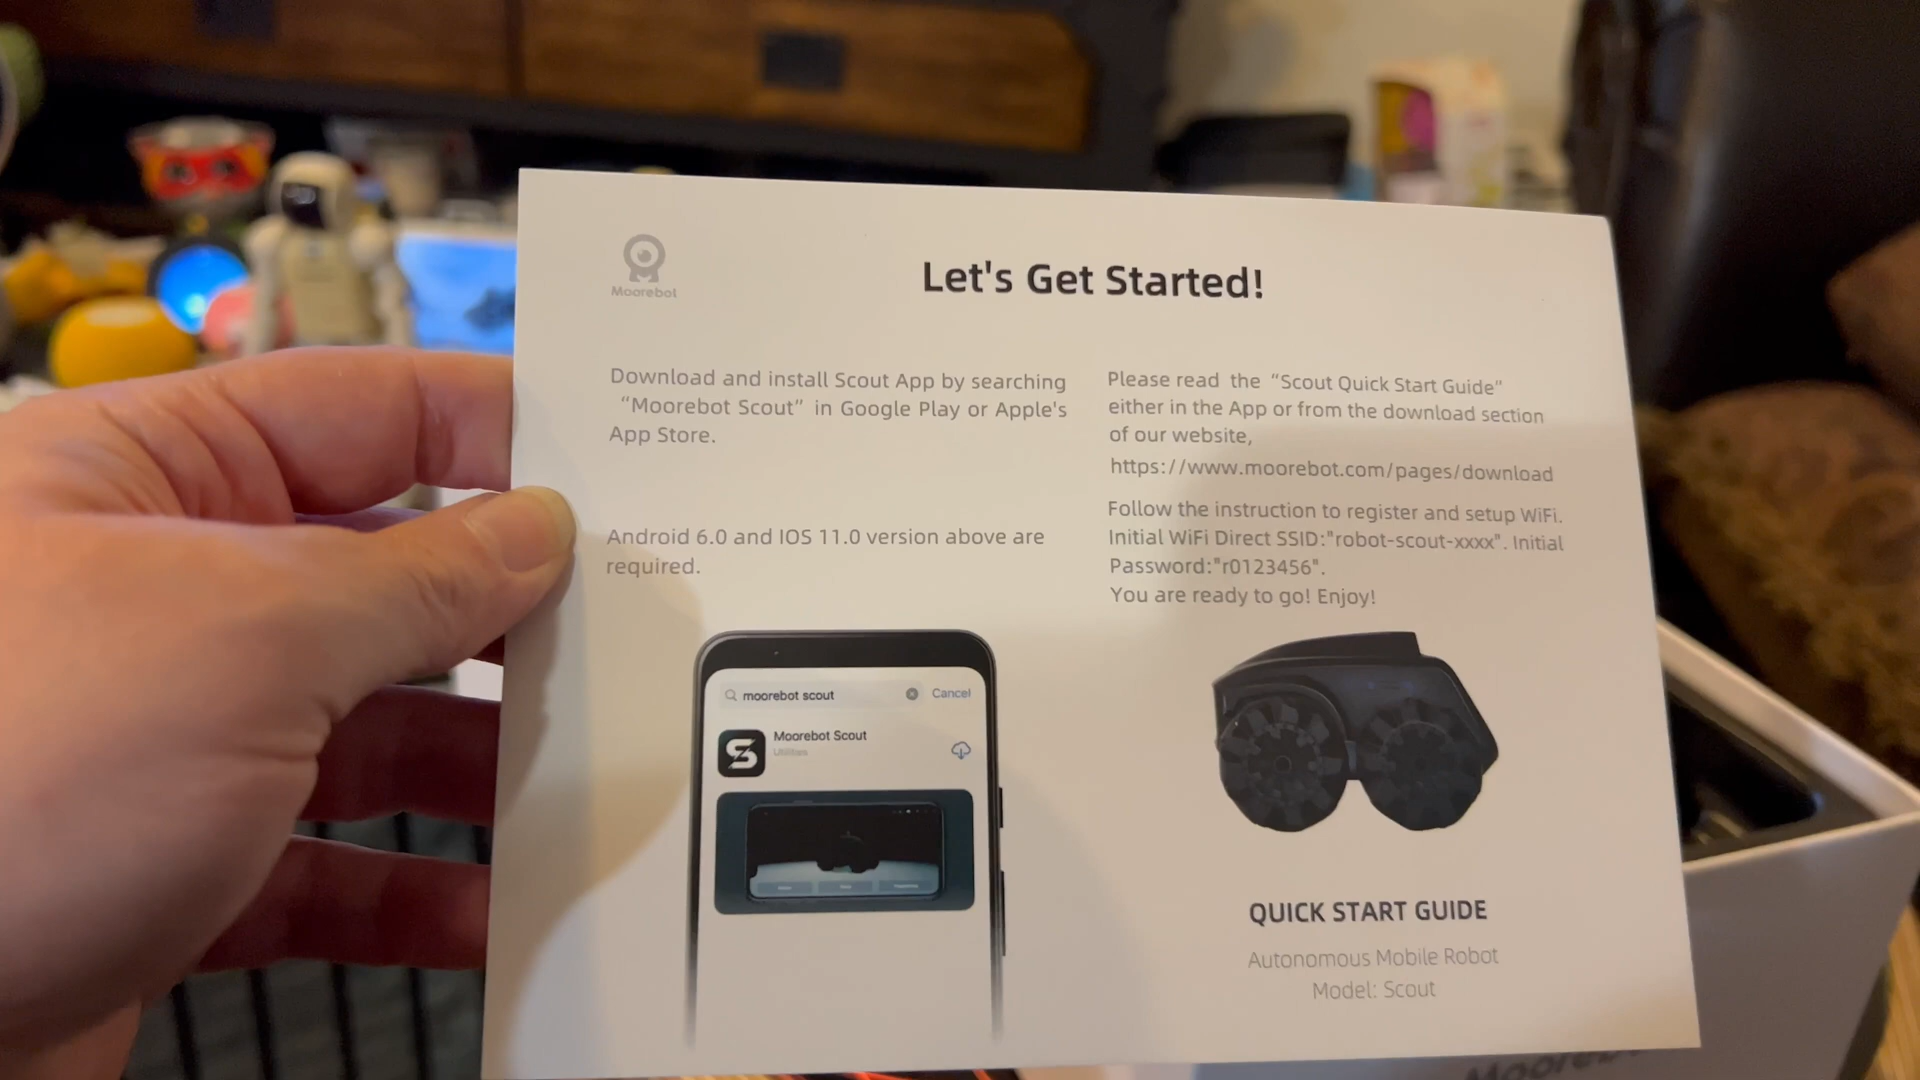 Moorebot
Let's Get Started!
Download and install Scout App by searching
“Moorebot Scout” in Google Play or Apple's
App Store.
Android 6.0 and IOS 11.0 version above are
required.
moorebot scout
Cancel
Moorebot Scout
Utilities
Please read the “Scout Quick Start Guide”
either in the App or from the download section
of our website,
https://www.moorebot.com/pages/download
Follow the instruction to register and setup WiFi.
Initial WiFi Direct SSID:"robot-scout-xxxx". Initial
Password:"r0123456".
You are ready to go! Enjoy!
QUICK START GUIDE
Autonomous Mobile Robot
Model: Scout